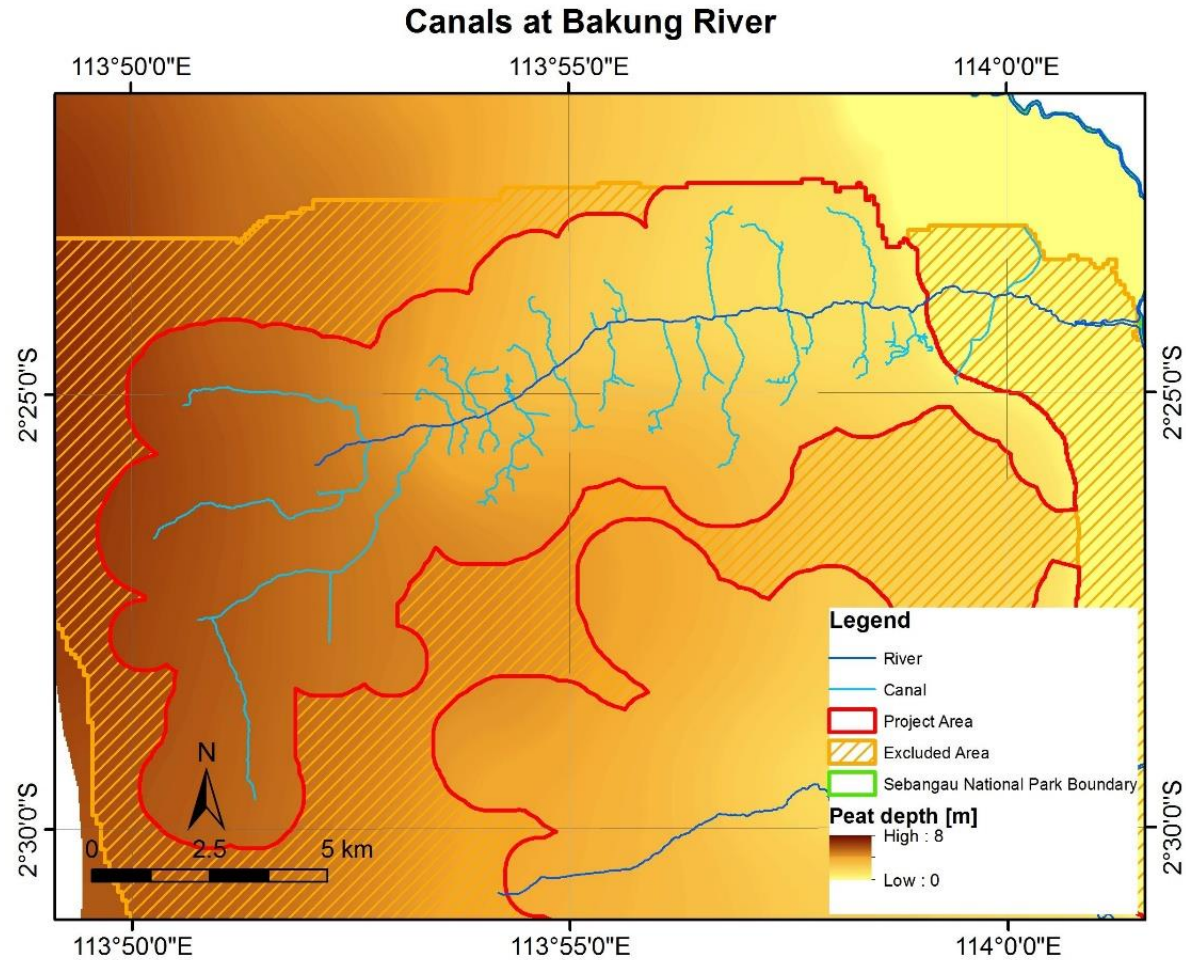 Canals at Bakung River
113°50'0"E 113°55'0"E 114°0'0"E
2°25'0"S 2°25'0"S
Legend
River
Canal
Project Area
Excluded Area
Sebangau National Park Boundary
Peat depth [m]
High : 8
Low : 0
N
0 2.5 5 km
2°30'0"S 2°30'0"S
113°50'0"E 113°55'0"E 114°0'0"E